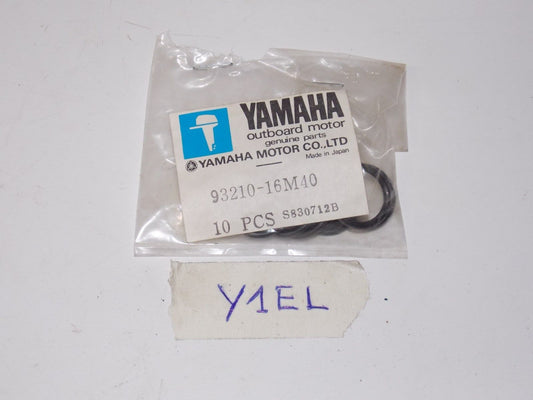 YAMAHA
outboard motor
genuine parts
YAMAHA MOTOR CO.,LTD
Made in Japan
93210-16M40
10 PCS S830712B
Y1EL